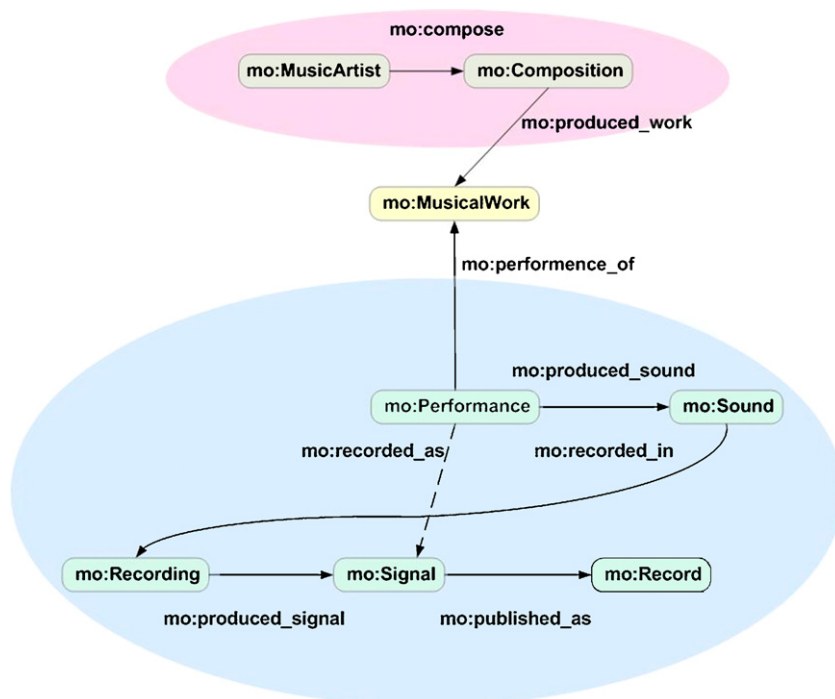 mo:compose
mo:MusicArtist
mo:Composition
mo:produced_work
mo:MusicalWork
mo:performence_of
mo:produced_sound
mo:Performance
mo:Sound
mo:recorded_as
mo:recorded_in
mo:Recording
mo:Signal
mo:Record
mo:produced_signal
mo:published_as